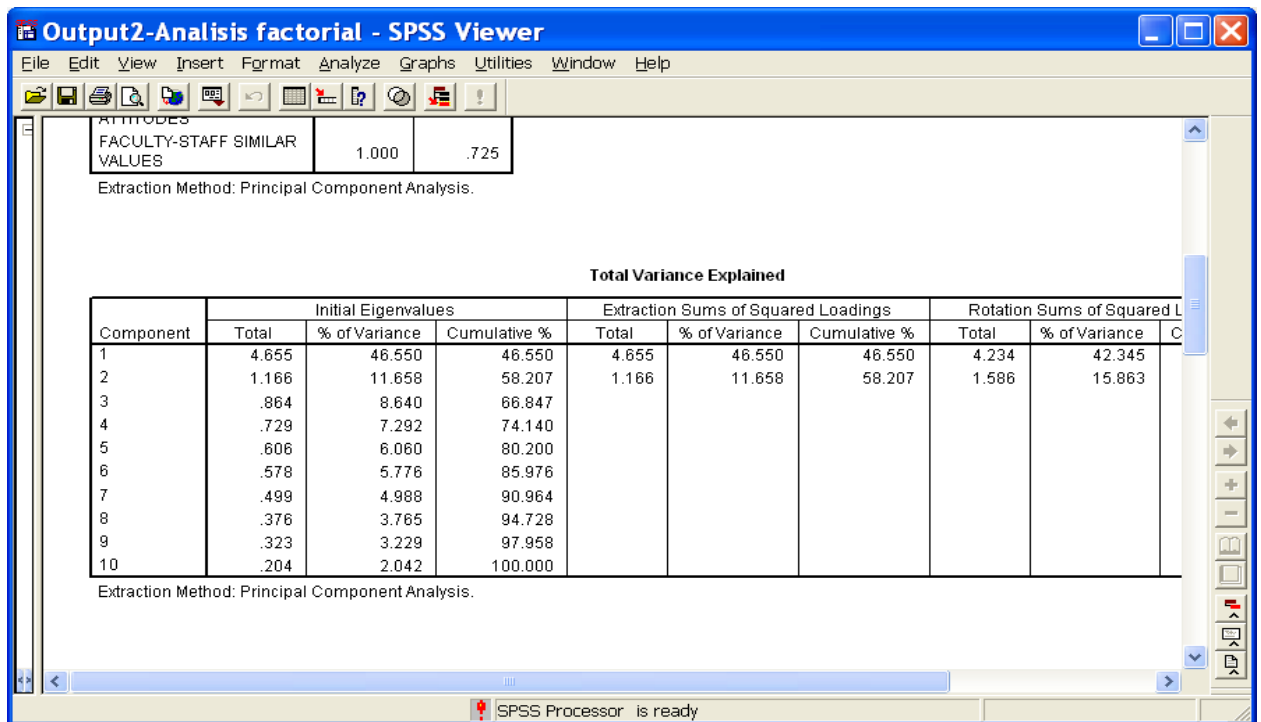 Output2-Analisis factorial - SPSS Viewer
File Edit View Insert Format Analyze Graphs Utilities Window Help
ATTITUDES
FACULTY-STAFF SIMILAR
VALUES 1.000 .725
Extraction Method: Principal Component Analysis.
Total Variance Explained
Initial Eigenvalues Extraction Sums of Squared Loadings Rotation Sums of Squared L
Component Total % of Variance Cumulative % Total % of Variance Cumulative % Total % of Variance C
1 4.655 46.550 46.550 4.655 46.550 46.550 4.234 42.345
2 1.166 11.658 58.207 1.166 11.658 58.207 1.586 15.863
3 .864 8.640 66.847
4 .729 7.292 74.140
5 .606 6.060 80.200
6 .578 5.776 85.976
7 .499 4.988 90.964
8 .376 3.765 94.728
9 .323 3.229 97.958
10 .204 2.042 100.000
Extraction Method: Principal Component Analysis.
SPSS Processor is ready